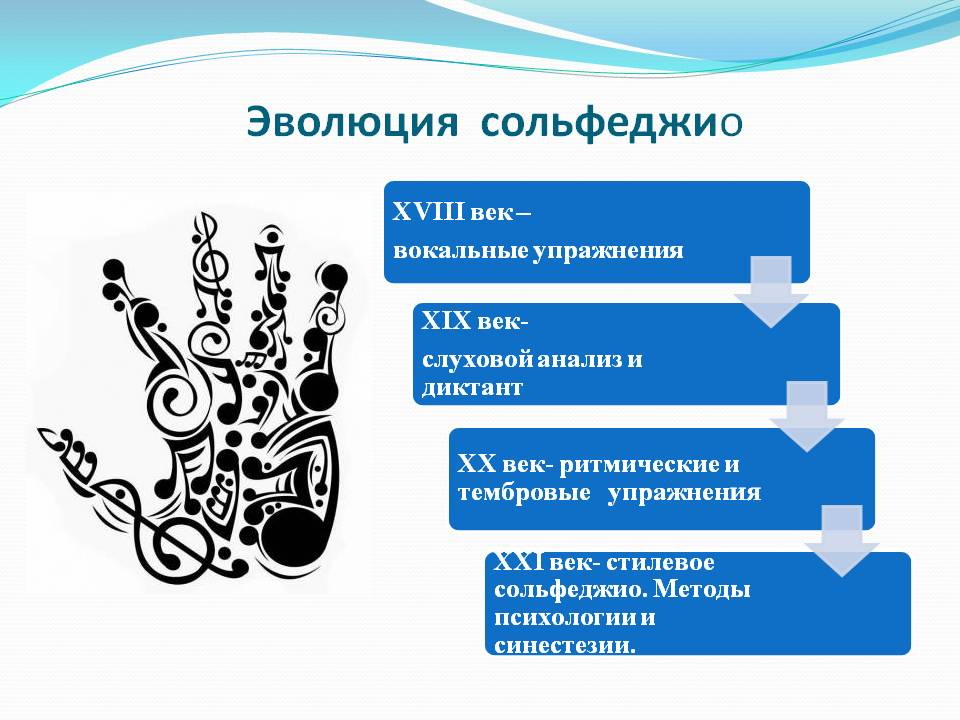 Эволюция сольфеджио
XVIII век –
вокальные упражнения
XIX век-
слуховой анализ и
диктант
XX век- ритмические и
тембровые упражнения
XXI век- стилевое
сольфеджио. Методы
психологии и
синестезии.